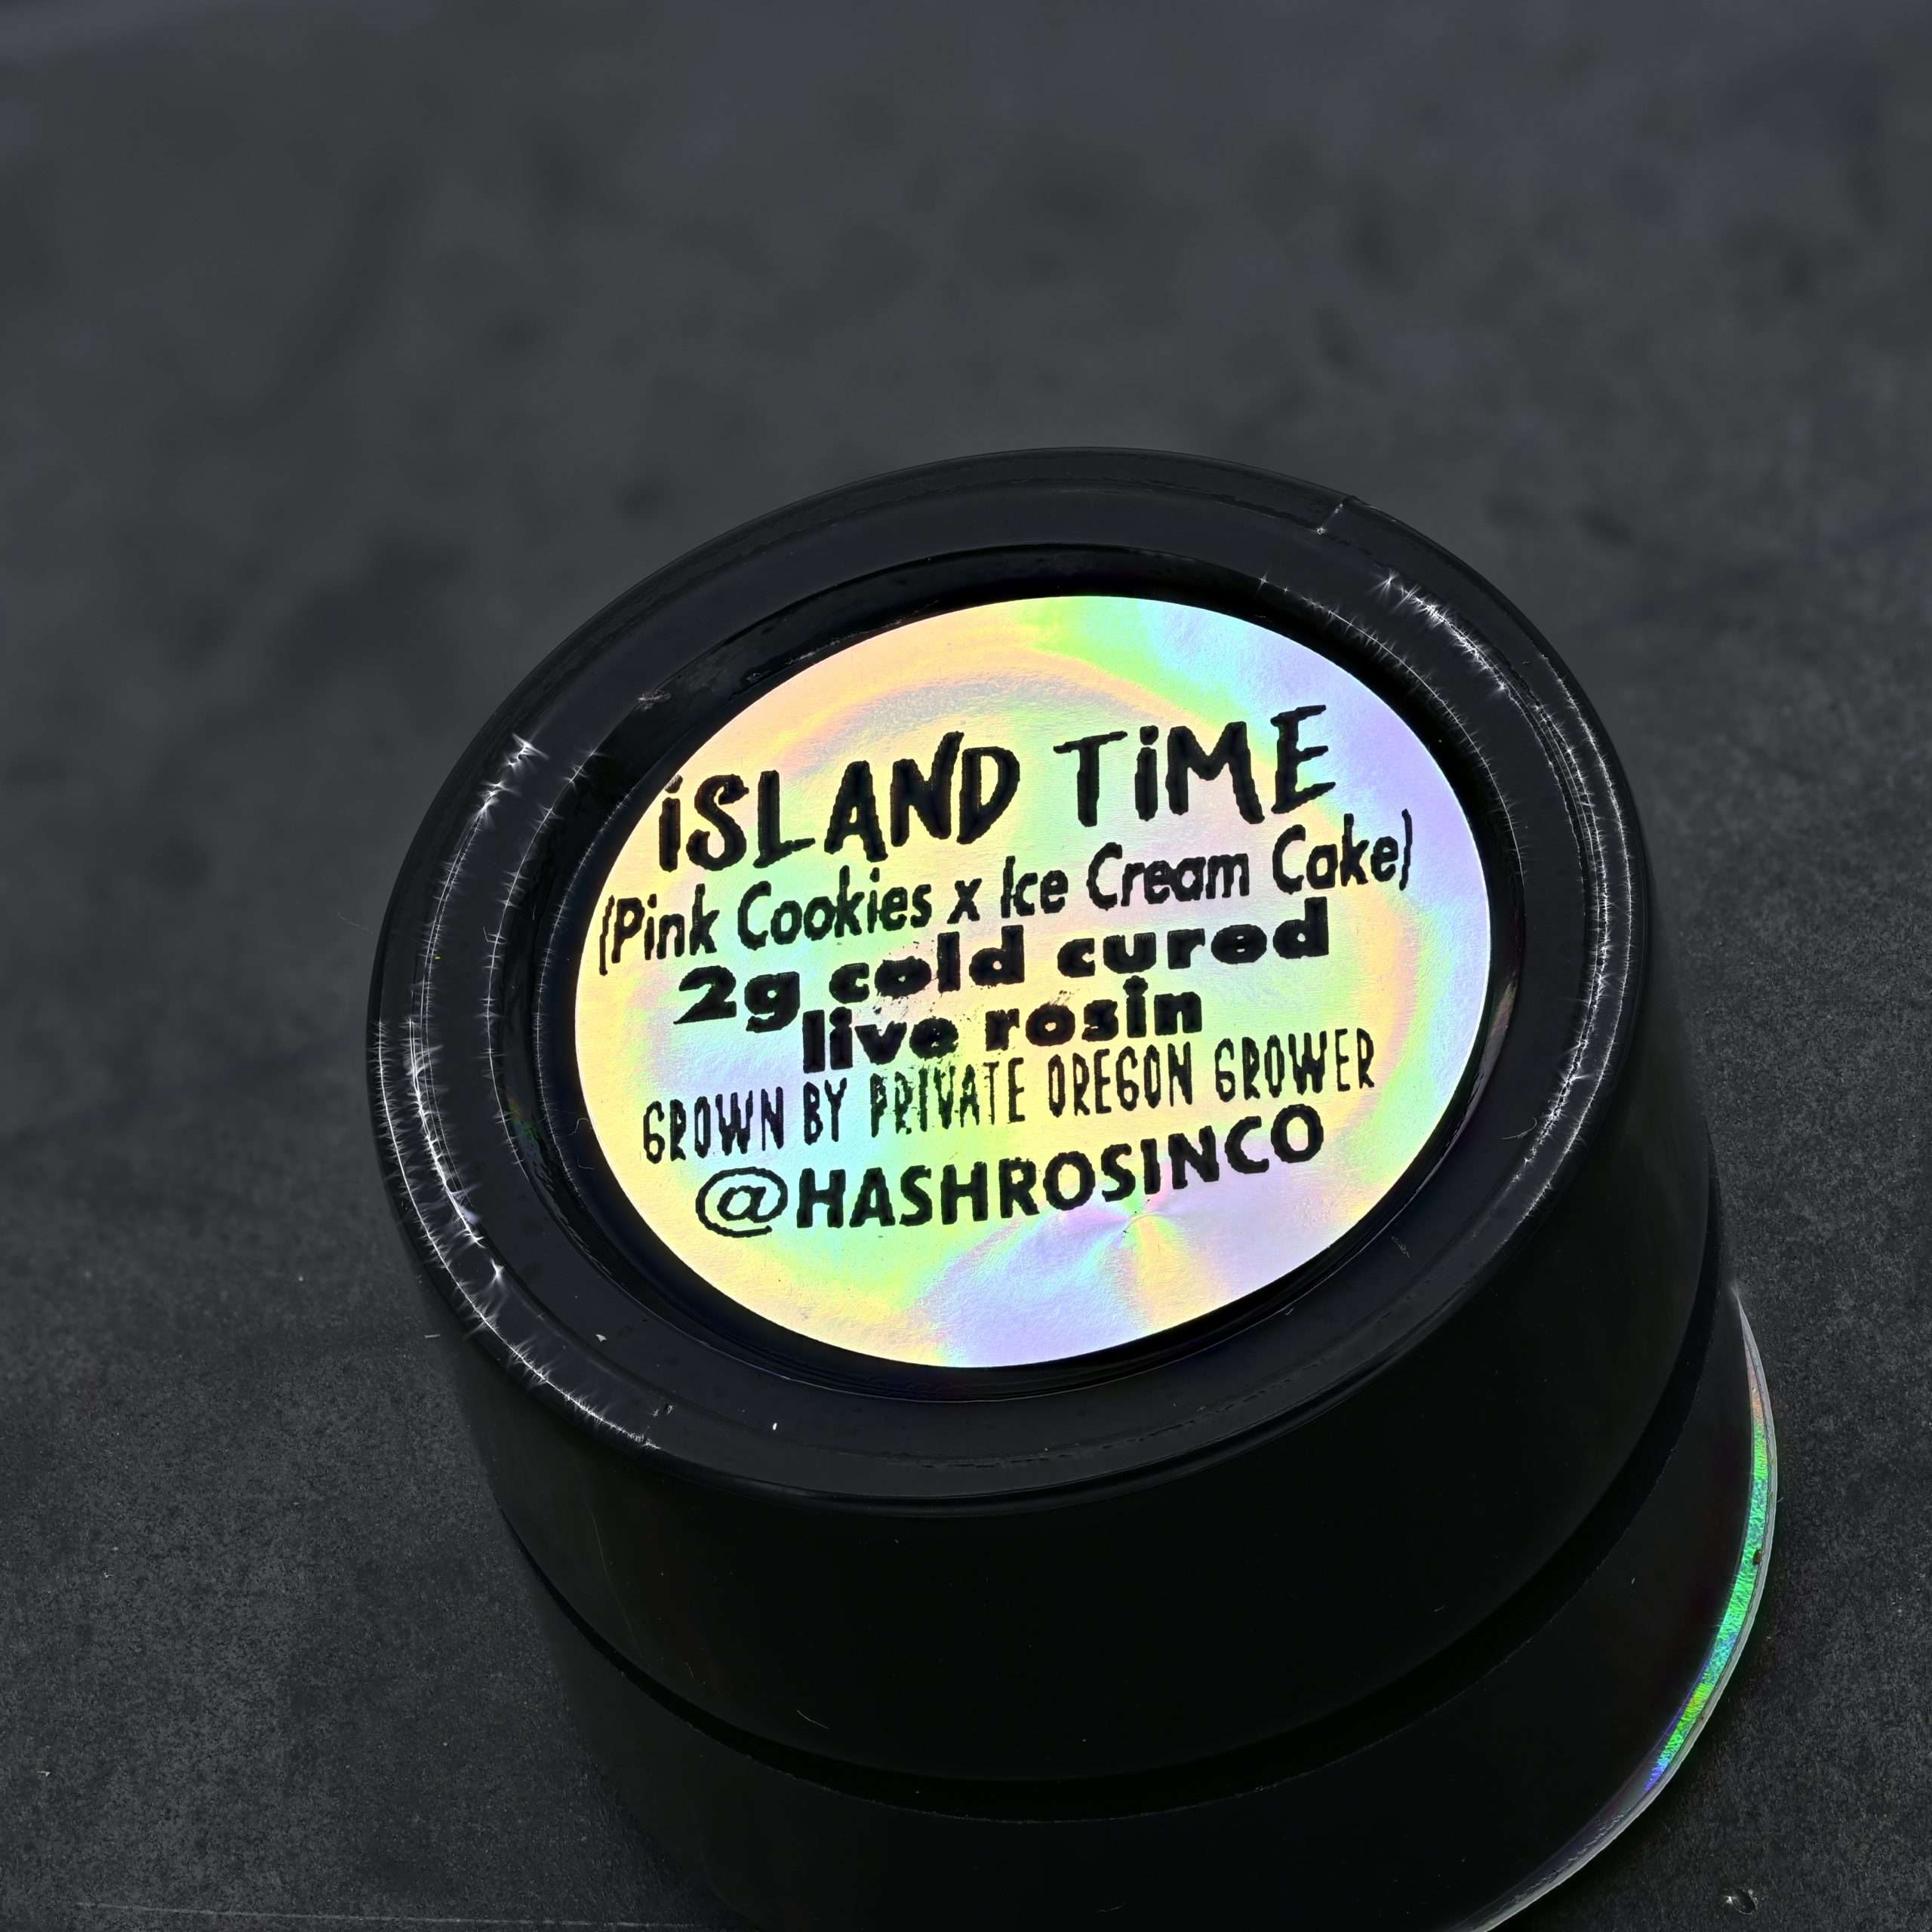 iSLAND TiME
(Pink Cookies x Ice Cream Cake)
2g cold cured
live rosin
GROWN BY PRIVATE OREGON GROWER
@HASHROSINCO